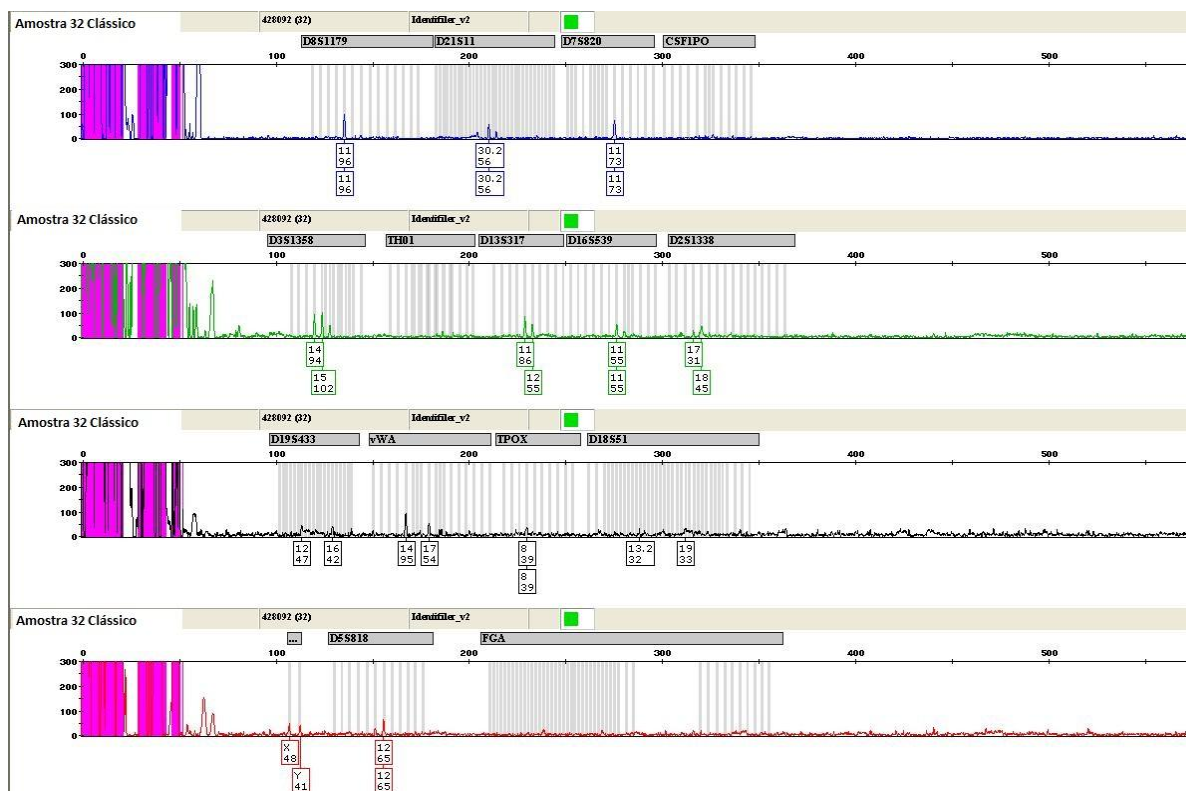 Amostra 32 Clássico 428092 (32) Identifiler_v2
D8S1179 D21S11 D7S820 CSF1PO
0 100 200 300 400 500
300
200
100
0
11 30.2 11
96 56 73
11 30.2 11
96 56 73
Amostra 32 Clássico 428092 (32) Identifiler_v2
D3S1358 TH01 D13S317 D16S539 D2S1338
0 100 200 300 400 500
300
200
100
0
14 11 11 17
94 86 55 31
15 12 11 18
102 55 55 45
Amostra 32 Clássico 428092 (32) Identifiler_v2
D19S433 vWA TPOX D18S51
0 100 200 300 400 500
300
200
100
0
12 16 14 17 8 13.2 19
47 42 95 54 39 32 33
8
39
Amostra 32 Clássico 428092 (32) Identifiler_v2
... D5S818 FGA
0 100 200 300 400 500
300
200
100
0
X 12
48 65
Y 12
41 65